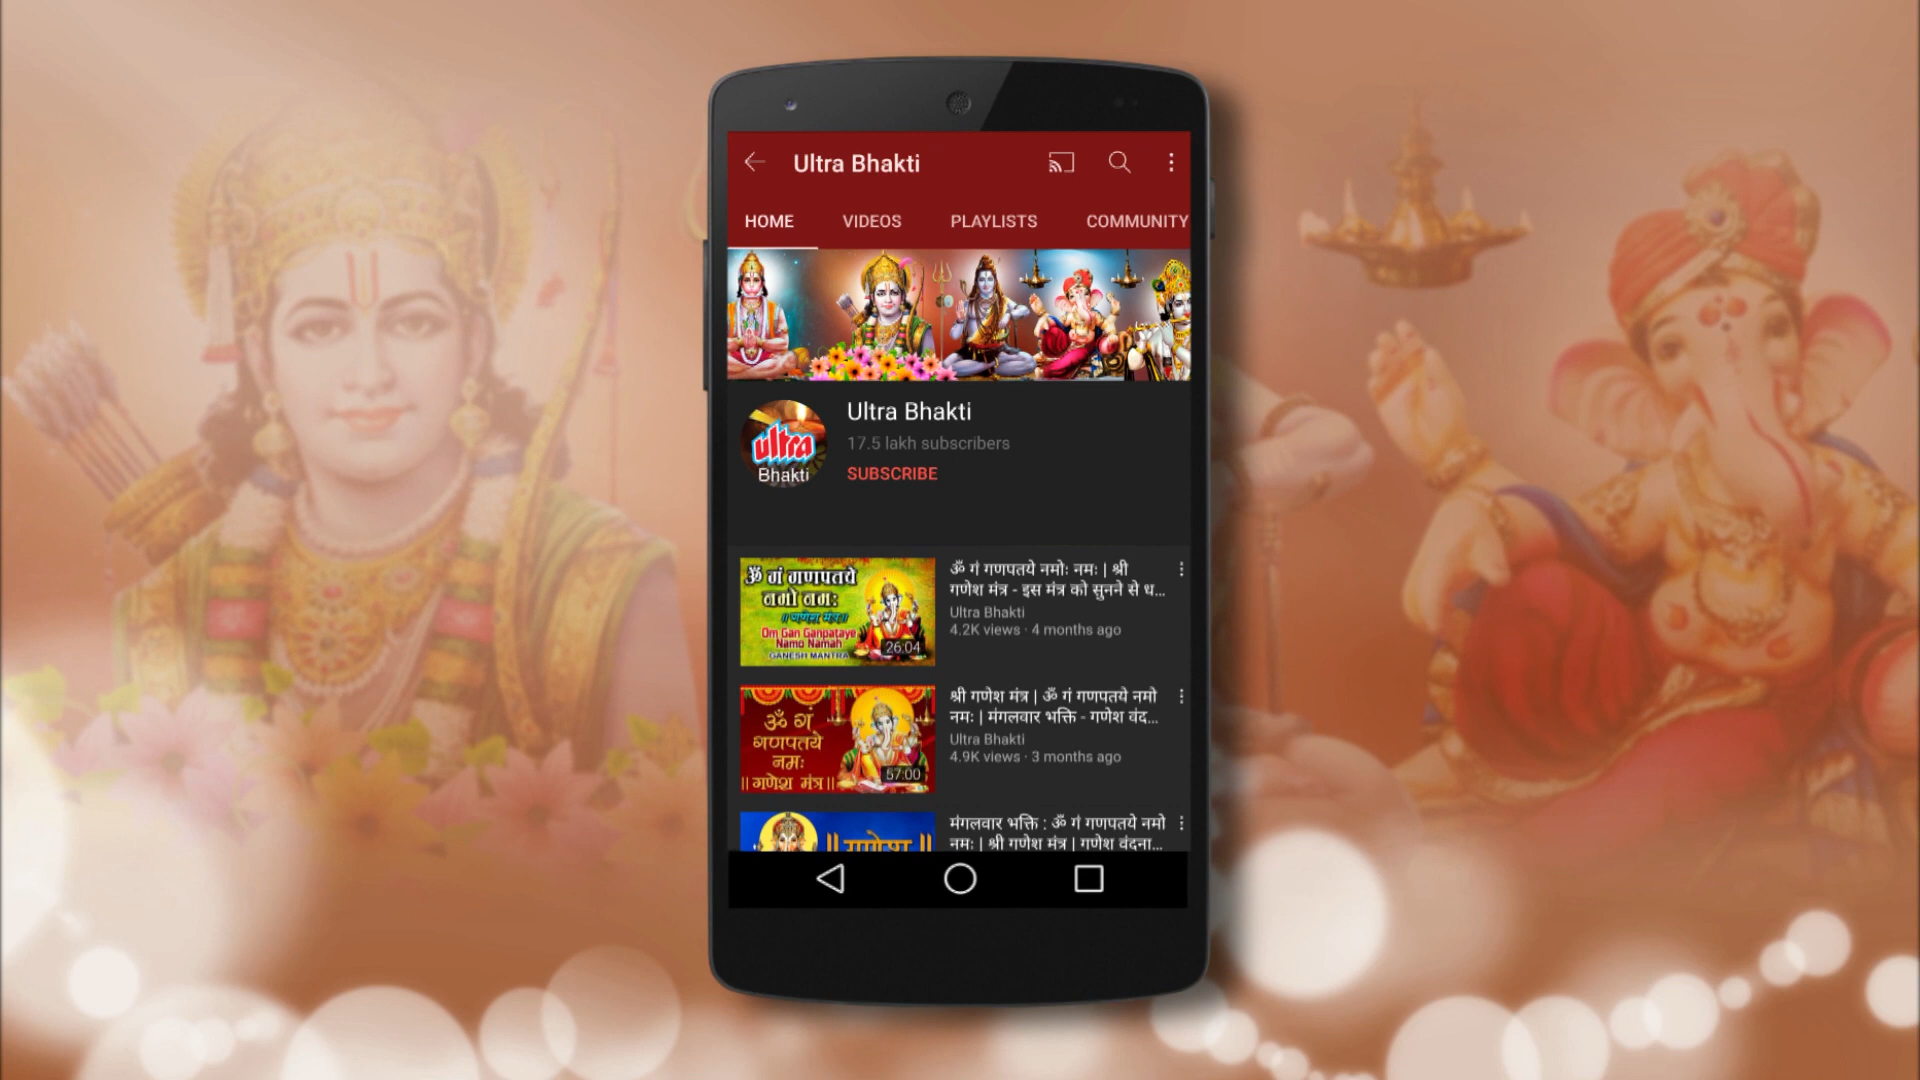 Ultra Bhakti
HOME VIDEOS PLAYLISTS COMMUNITY
ultra
Bhakti
Ultra Bhakti
17.5 lakh subscribers
SUBSCRIBE
ॐ गं गणपतये
नमो नमः
|| गणेश मंत्र ||
Om Gan Ganpataye
Namo Namah
GANESH MANTRA
26:04
ॐ गं गणपतये नमोः नमः | श्री
गणेश मंत्र - इस मंत्र को सुनने से ध...
Ultra Bhakti
4.2K views · 4 months ago
ॐ गं
गणपतये
नमः
|| गणेश मंत्र ||
57:00
श्री गणेश मंत्र | ॐ गं गणपतये नमो
नमः | मंगलवार भक्ति - गणेश वंद...
Ultra Bhakti
4.9K views · 3 months ago
|| गणेश ||
मंगलवार भक्ति : ॐ गं गणपतये नमो
नमः | श्री गणेश मंत्र | गणेश वंदना...